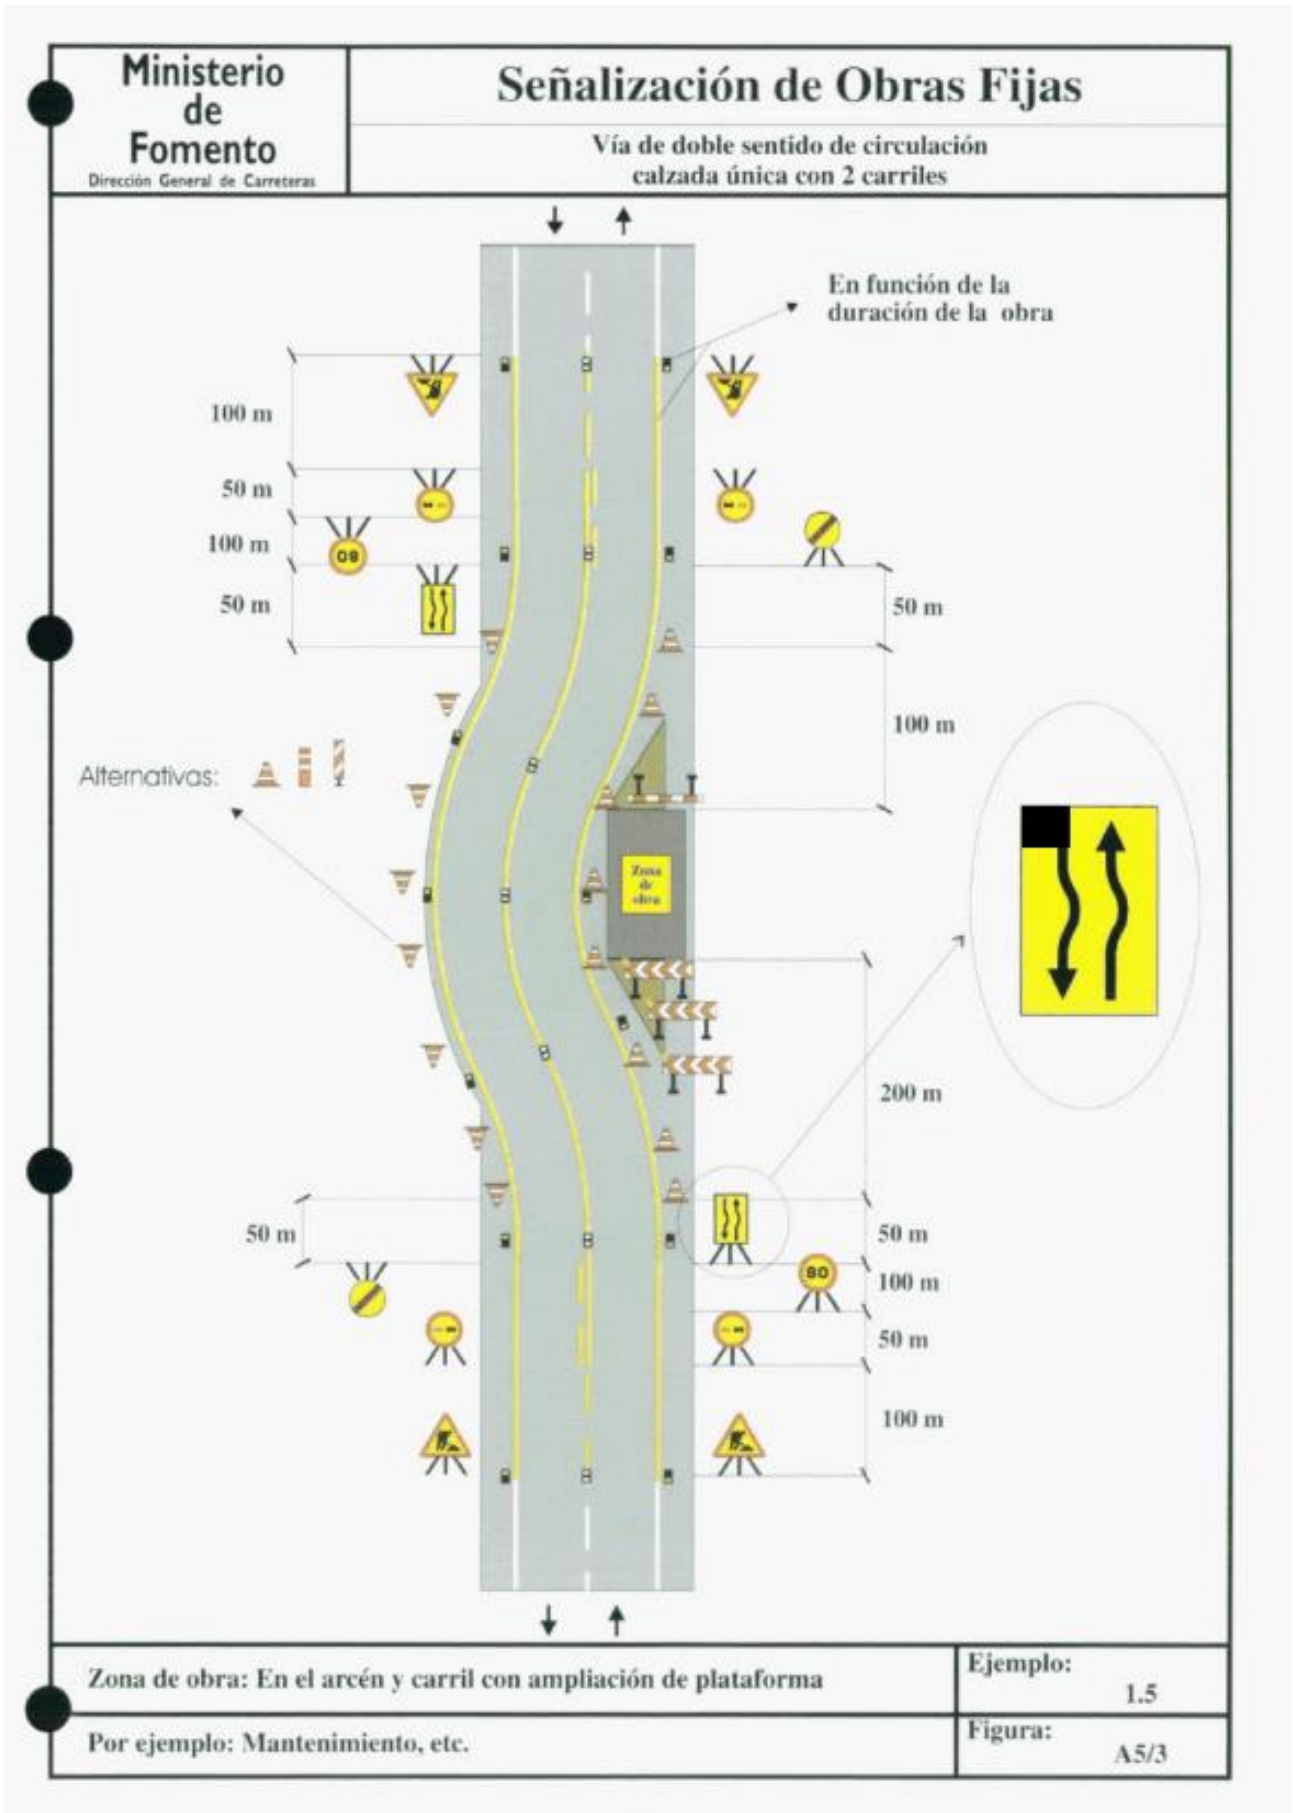 Ministerio
de
Fomento
Dirección General de Carreteras
Señalización de Obras Fijas
Vía de doble sentido de circulación
calzada única con 2 carriles
En función de la
duración de la obra
100 m
50 m
100 m
80
50 m
50 m
100 m
Alternativas:
Zona
de
obra
200 m
50 m
50 m
80
100 m
50 m
100 m
Zona de obra: En el arcén y carril con ampliación de plataforma
Ejemplo:
1.5
Por ejemplo: Mantenimiento, etc.
Figura:
A5/3